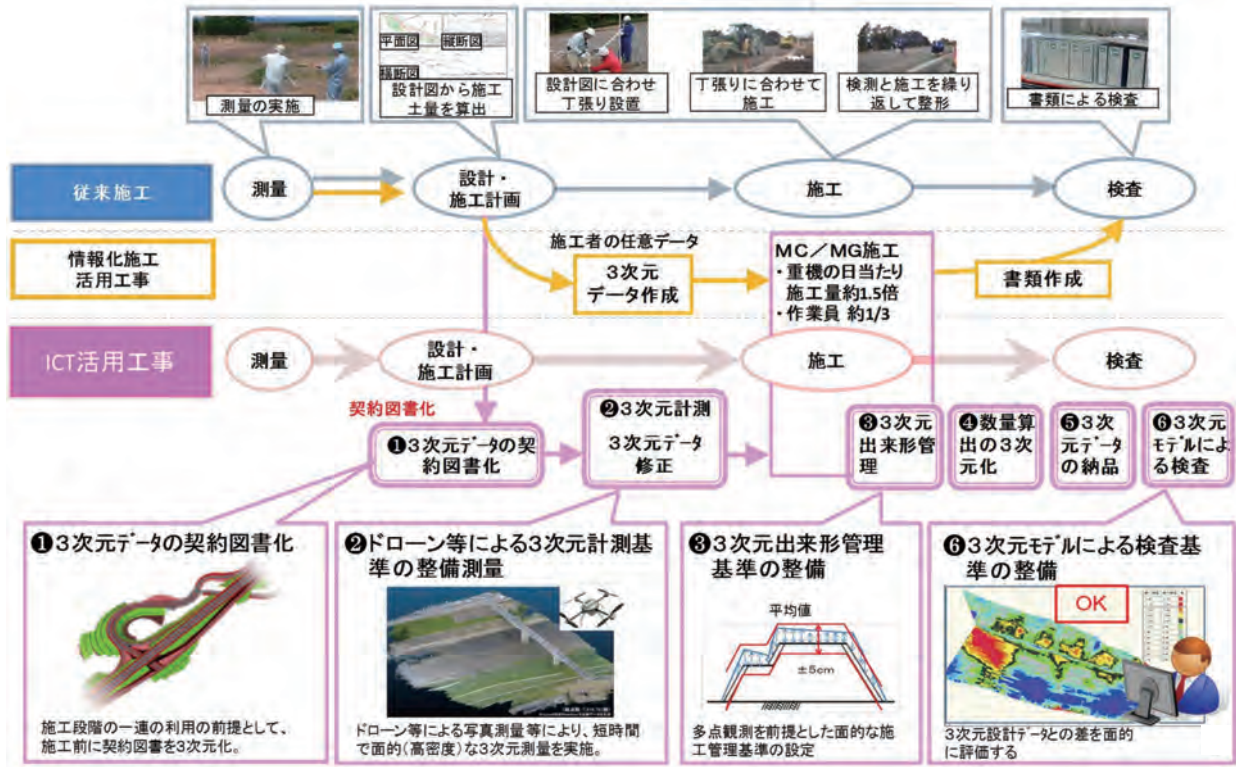 平面図
縦断図
横断図
測量の実施
設計図から施工
土量を算出
設計図に合わせ
丁張り設置
丁張りに合わせて
施工
検測と施工を繰り
返して整形
書類による検査
従来施工
測量
設計・
施工計画
施工
検査
情報化施工
活用工事
施工者の任意データ
3次元
データ作成
MC/MG施工
・重機の日当たり
施工量約1.5倍
・作業員 約1/3
書類作成
ICT活用工事
測量
設計・
施工計画
施工
検査
契約図書化
❶3次元データの契
約図書化
❷3次元計測
3次元データ
修正
❸3次元
出来形管
理
❹数量算
出の3次
元化
❺3次
元データ
の納品
❻3次元
モデルによ
る検査
❶3次元データの契約図書化
施工段階の一連の利用の前提として、
施工前に契約図書を3次元化。
❷ドローン等による3次元計測基
準の整備測量
ドローン等による写真測量等により、短時間
で面的(高密度)な3次元測量を実施。
❸3次元出来形管理
基準の整備
平均値
±5cm
多点観測を前提とした面的な施
工管理基準の設定
❻3次元モデルによる検査基
準の整備
OK
3次元設計データとの差を面的
に評価する